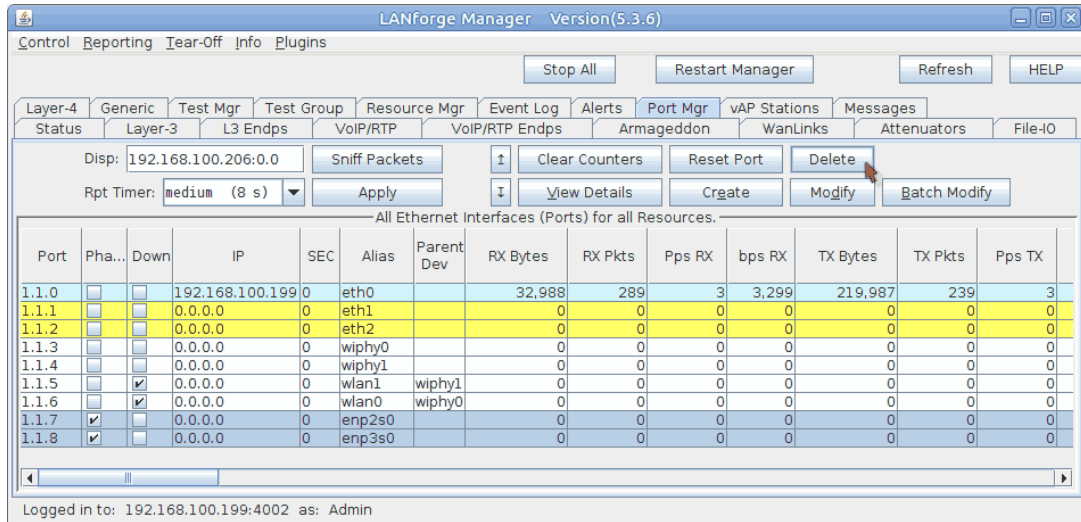 LANforge Manager Version(5.3.6)
Control Reporting Tear-Off Info Plugins
Stop All Restart Manager Refresh HELP
Layer-4 Generic Test Mgr Test Group Resource Mgr Event Log Alerts Port Mgr vAP Stations Messages
Status Layer-3 L3 Endps VoIP/RTP VoIP/RTP Endps Armageddon WanLinks Attenuators File-IO
Disp: 192.168.100.206:0.0 Sniff Packets ↑ Clear Counters Reset Port Delete
Rpt Timer: medium (8 s) Apply ↓ View Details Create Modify Batch Modify
All Ethernet Interfaces (Ports) for all Resources.
Port Pha... Down IP SEC Alias Parent Dev RX Bytes RX Pkts Pps RX bps RX TX Bytes TX Pkts Pps TX
1.1.0 192.168.100.199 0 eth0 32,988 289 3 3,299 219,987 239 3
1.1.1 0.0.0.0 0 eth1 0 0 0 0 0 0 0
1.1.2 0.0.0.0 0 eth2 0 0 0 0 0 0 0
1.1.3 0.0.0.0 0 wiphy0 0 0 0 0 0 0 0
1.1.4 0.0.0.0 0 wiphy1 0 0 0 0 0 0 0
1.1.5 0.0.0.0 0 wlan1 wiphy1 0 0 0 0 0 0 0
1.1.6 0.0.0.0 0 wlan0 wiphy0 0 0 0 0 0 0 0
1.1.7 0.0.0.0 0 enp2s0 0 0 0 0 0 0 0
1.1.8 0.0.0.0 0 enp3s0 0 0 0 0 0 0 0
Logged in to: 192.168.100.199:4002 as: Admin